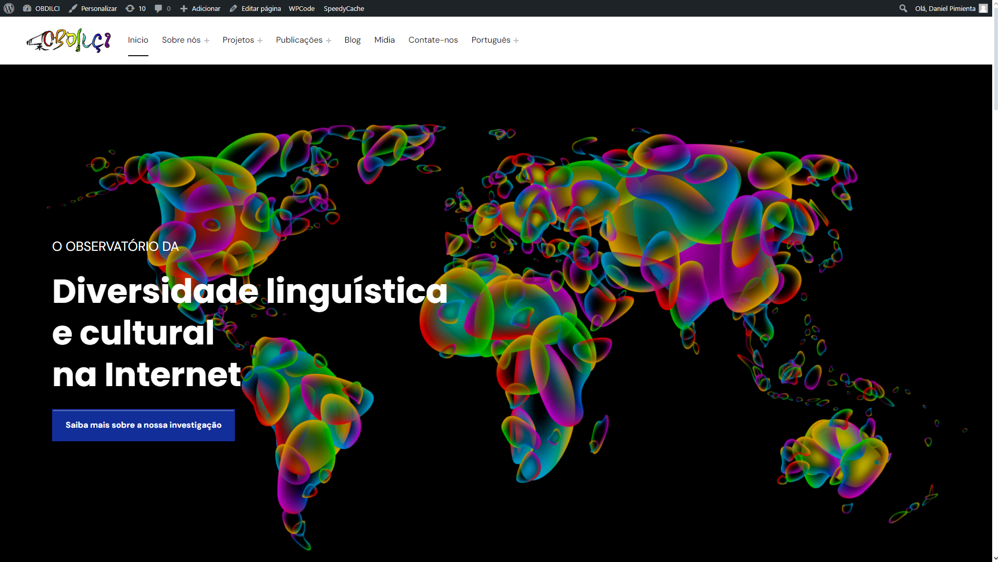 OBDILCI
Personalizar
10
0
Adicionar
Editar página
WPCode
SpeedyCache
Olá, Daniel Pimienta
OBDILCI
Inicio
Sobre nós +
Projetos +
Publicações +
Blog
Mídia
Contate-nos
Português +
O OBSERVATÓRIO DA
Diversidade linguística
e cultural
na Internet
Saiba mais sobre a nossa investigação